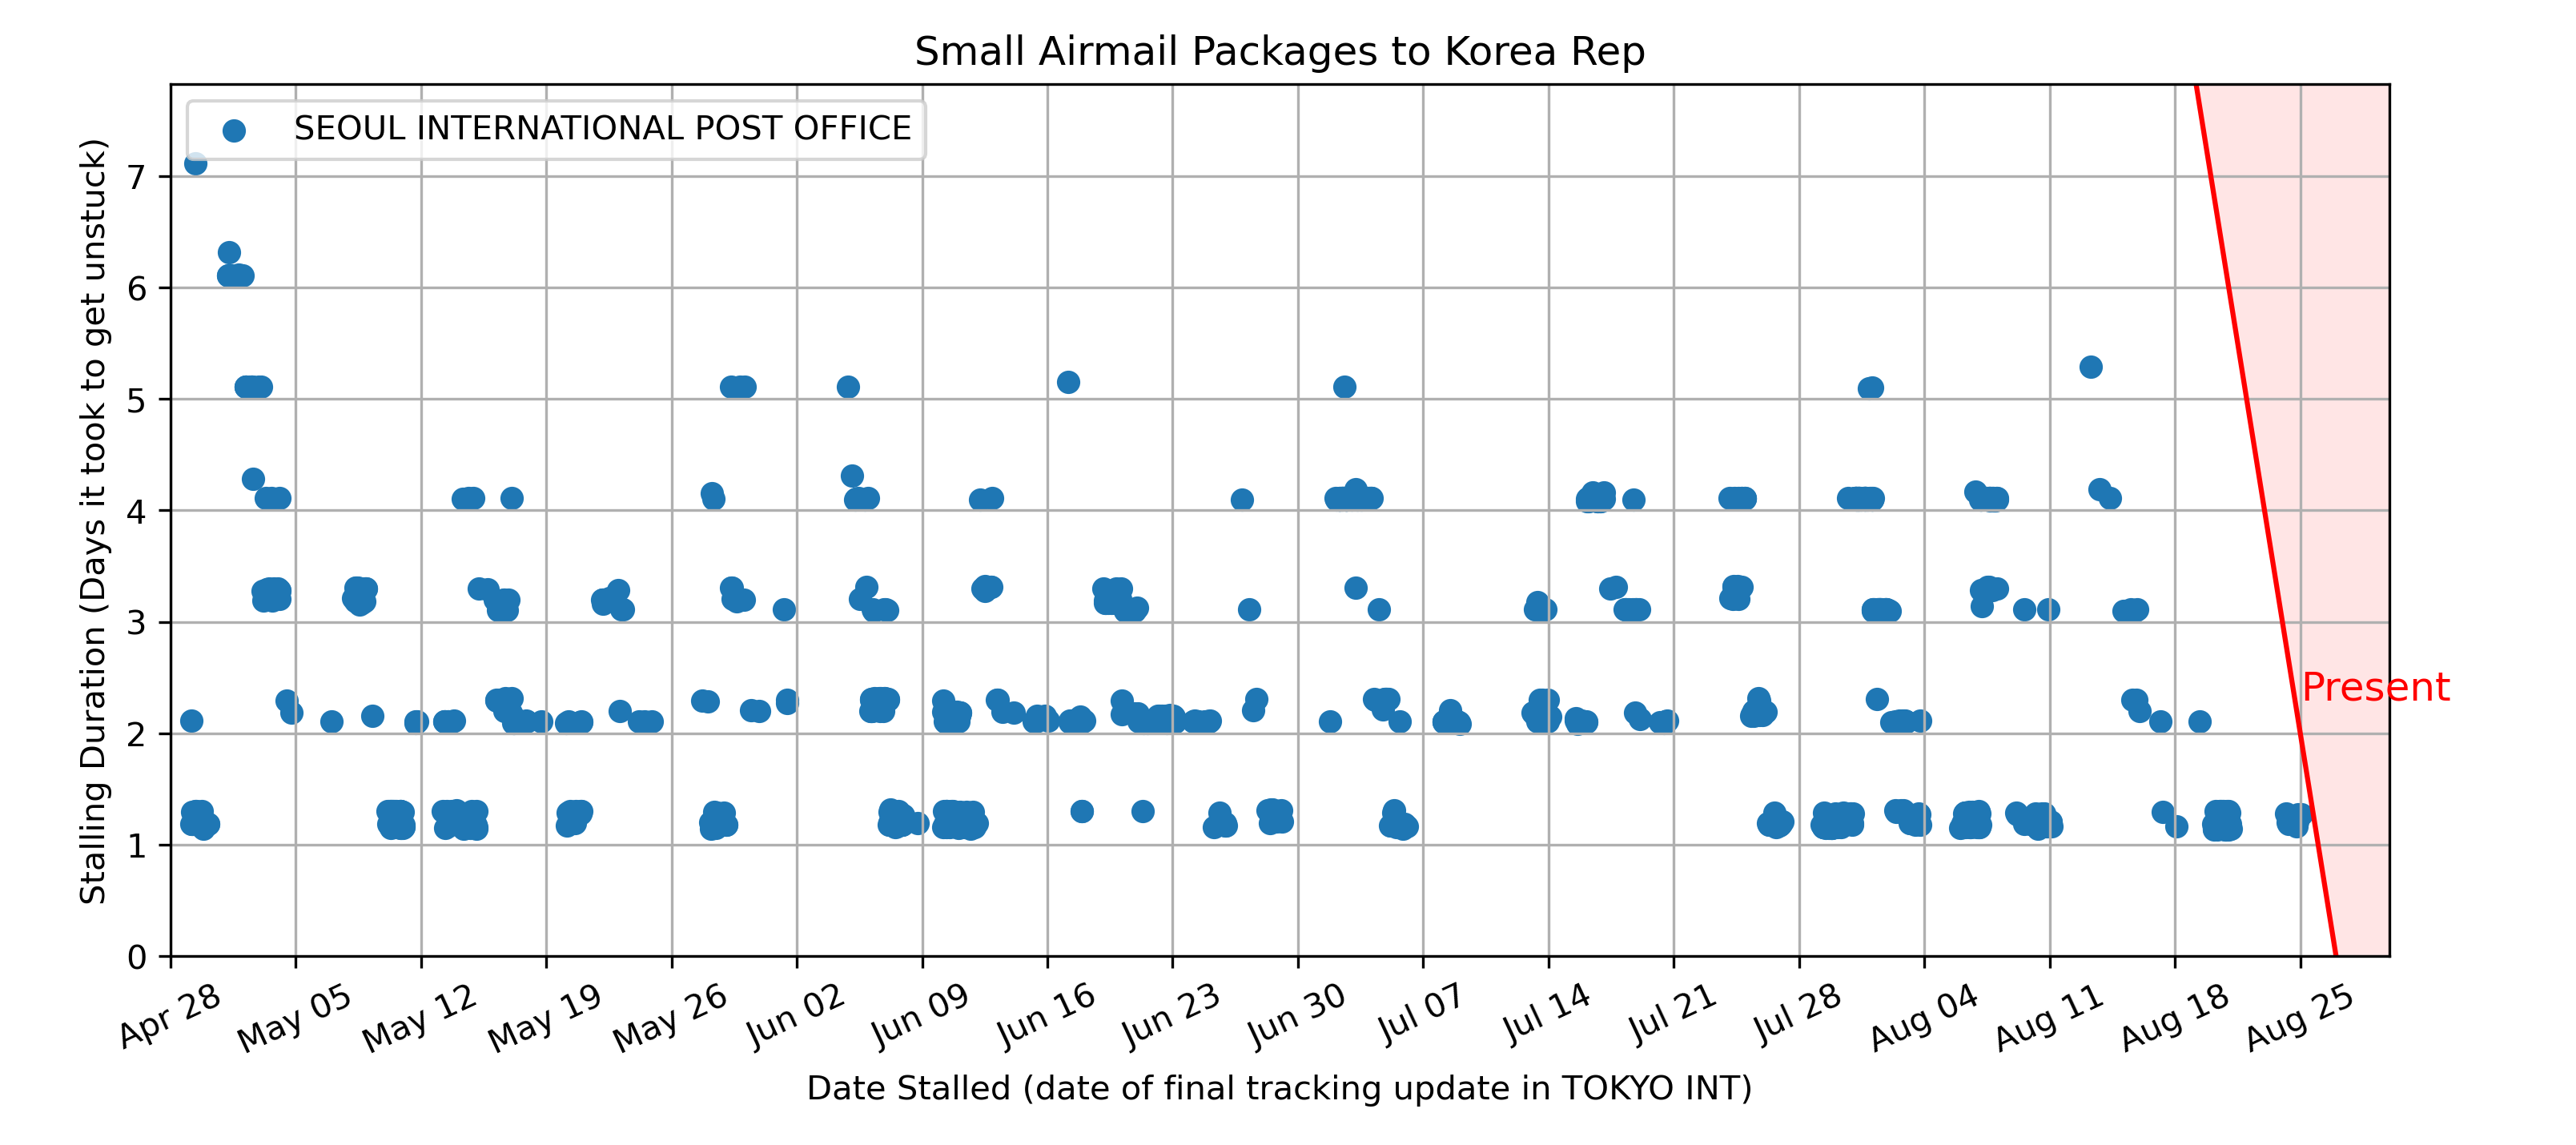 Small Airmail Packages to Korea Rep
SEOUL INTERNATIONAL POST OFFICE
Stalling Duration (Days it took to get unstuck)
7
6
5
4
3
2
1
0
Present
Apr 28
May 05
May 12
May 19
May 26
Jun 02
Jun 09
Jun 16
Jun 23
Jun 30
Jul 07
Jul 14
Jul 21
Jul 28
Aug 04
Aug 11
Aug 18
Aug 25
Date Stalled (date of final tracking update in TOKYO INT)